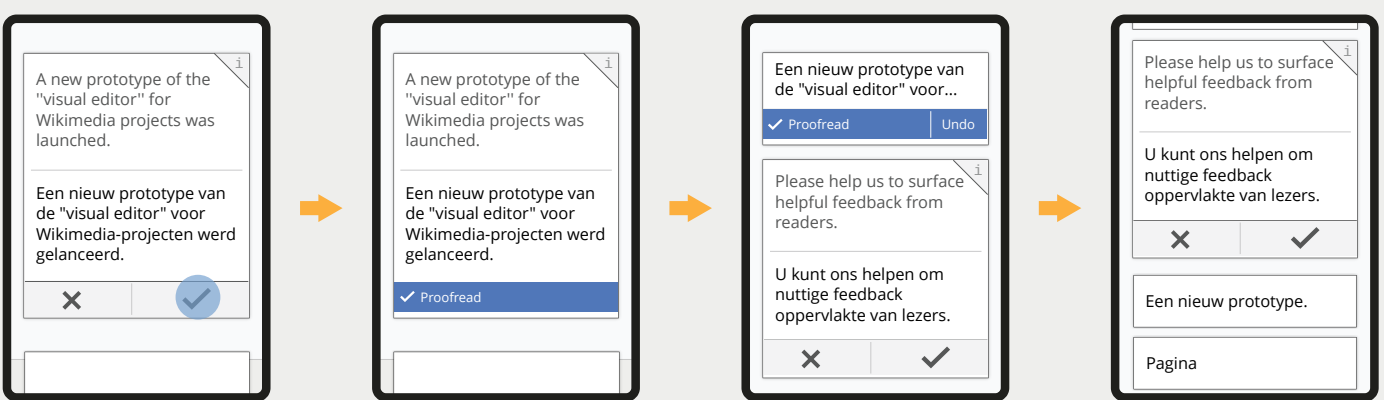 i
A new prototype of the
"visual editor" for
Wikimedia projects was
launched.
Een nieuw prototype van
de "visual editor" voor
Wikimedia-projecten werd
gelanceerd.
i
A new prototype of the
"visual editor" for
Wikimedia projects was
launched.
Een nieuw prototype van
de "visual editor" voor
Wikimedia-projecten werd
gelanceerd.
Proofread
Een nieuw prototype van
de "visual editor" voor...
Proofread Undo
i
Please help us to surface
helpful feedback from
readers.
U kunt ons helpen om
nuttige feedback
oppervlakte van lezers.
i
Please help us to surface
helpful feedback from
readers.
U kunt ons helpen om
nuttige feedback
oppervlakte van lezers.
Een nieuw prototype.
Pagina